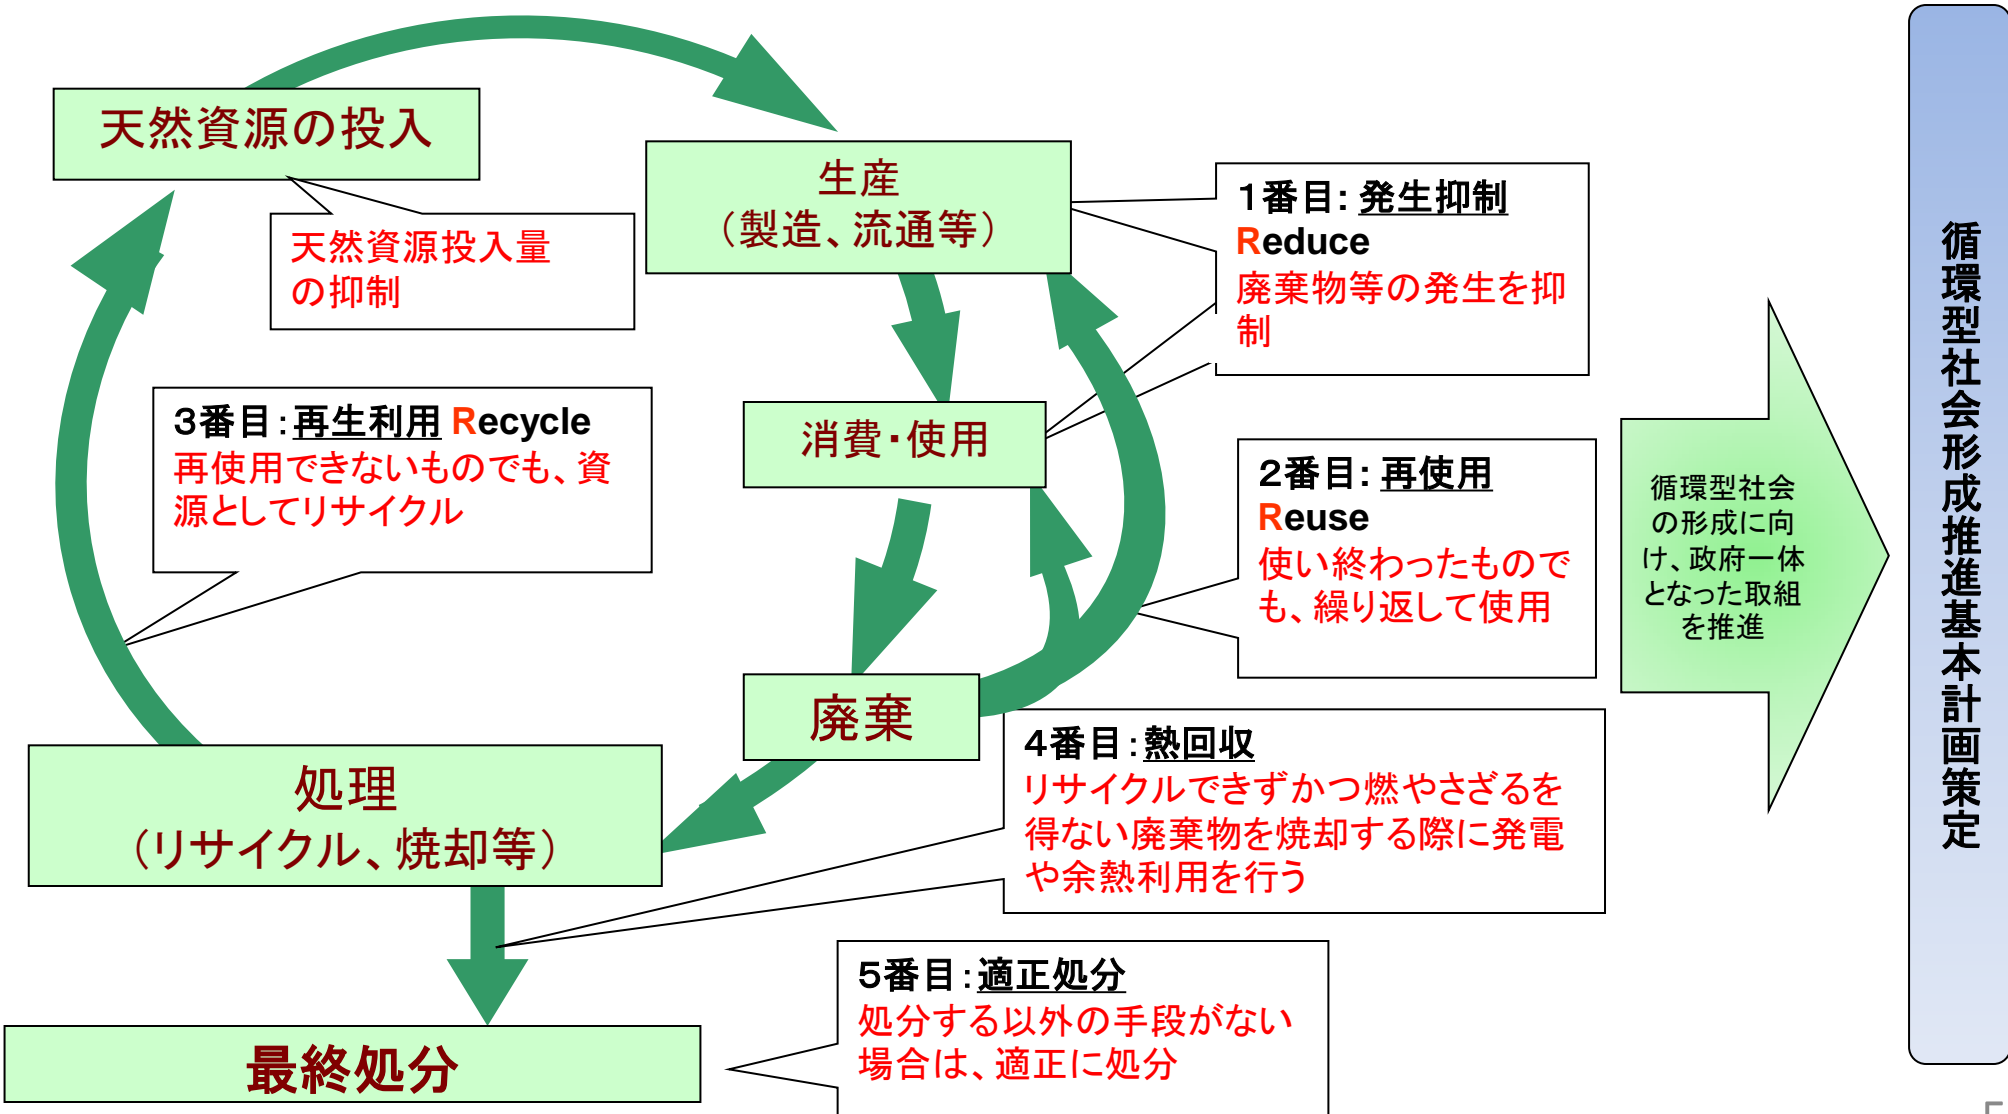 天然資源の投入
天然資源投入量
の抑制
生産
（製造、流通等）
１番目：発生抑制
Reduce
廃棄物等の発生を抑
制
３番目：再生利用 Recycle
再使用できないものでも、資
源としてリサイクル
消費・使用
２番目：再使用
Reuse
使い終わったもので
も、繰り返して使用
廃棄
処理
（リサイクル、焼却等）
４番目：熱回収
リサイクルできずかつ燃やさざるを
得ない廃棄物を焼却する際に発電
や余熱利用を行う
最終処分
５番目：適正処分
処分する以外の手段がない
場合は、適正に処分
循環型社会
の形成に向
け、政府一体
となった取組
を推進
循環型社会形成推進基本計画策定